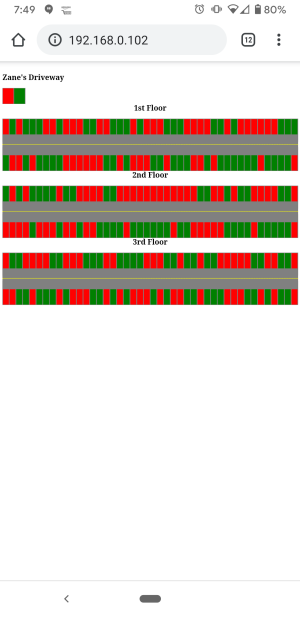 7:49
80%
192.168.0.102
12
Zane's Driveway
1st Floor
2nd Floor
3rd Floor